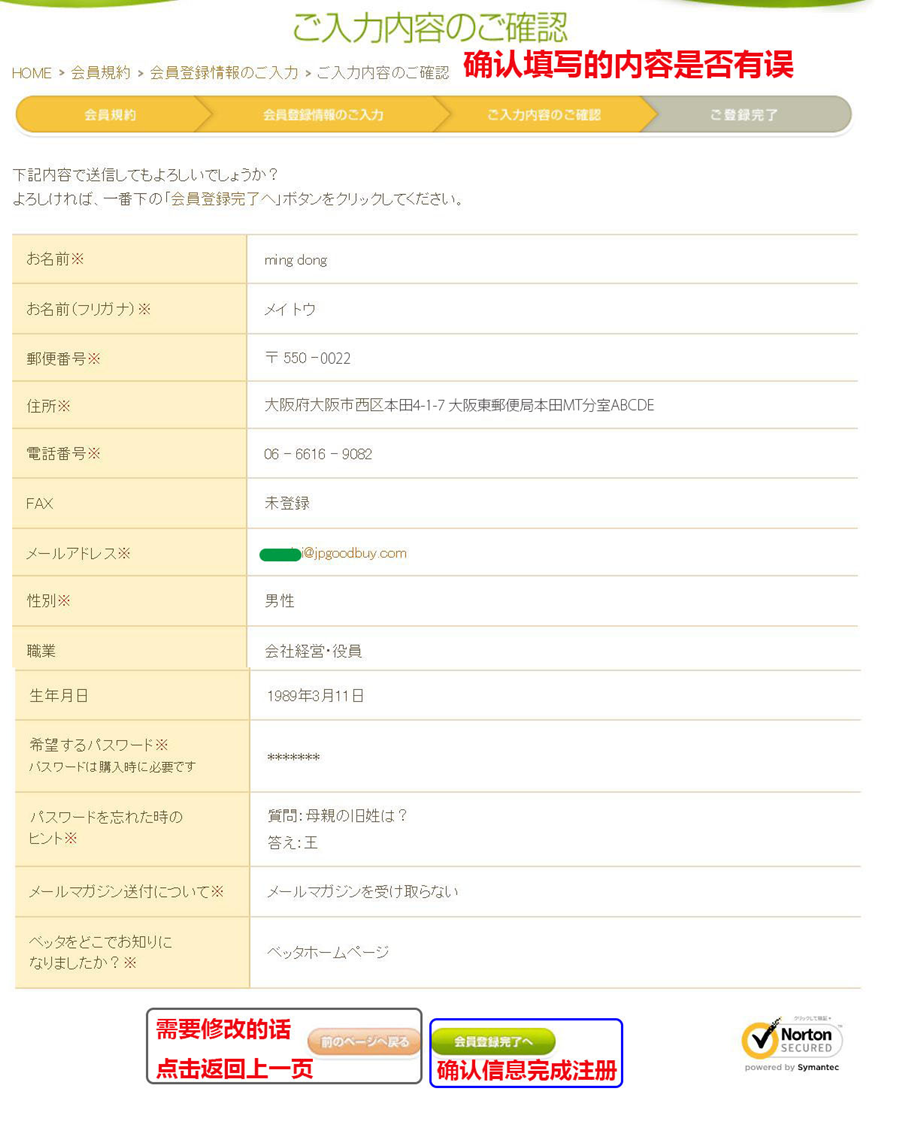 ご入力内容のご確認
HOME > 会員規約 > 会員登録情報のご入力 > ご入力内容のご確認 确认填写的内容是否有误
会員規約 会員登録情報のご入力 ご入力内容のご確認 ご登録完了
下記内容で送信してもよろしいでしょうか？
よろしければ、一番下の「会員登録完了へ」ボタンをクリックしてください。
お名前※ ming dong
お名前(フリガナ)※ メイ トウ
郵便番号※ 〒 550 -0022
住所※ 大阪府大阪市西区本田4-1-7 大阪東郵便局本田MT分室ABCDE
電話番号※ 06 - 6616 - 9082
FAX 未登録
メールアドレス※ i@jpgoodbuy.com
性別※ 男性
職業 会社経営・役員
生年月日 1989年3月11日
希望するパスワード※
パスワードは購入時に必要です
*******
パスワードを忘れた時の
ヒント※
質問：母親の旧姓は？
答え：王
メールマガジン送付について※ メールマガジンを受け取らない
ベッタをどこでお知りに
なりましたか？※
ベッタホームページ
需要修改的话
点击返回上一页
前のページへ戻る
会員登録完了へ
确认信息完成注册
Norton
SECURED
powered by Symantec